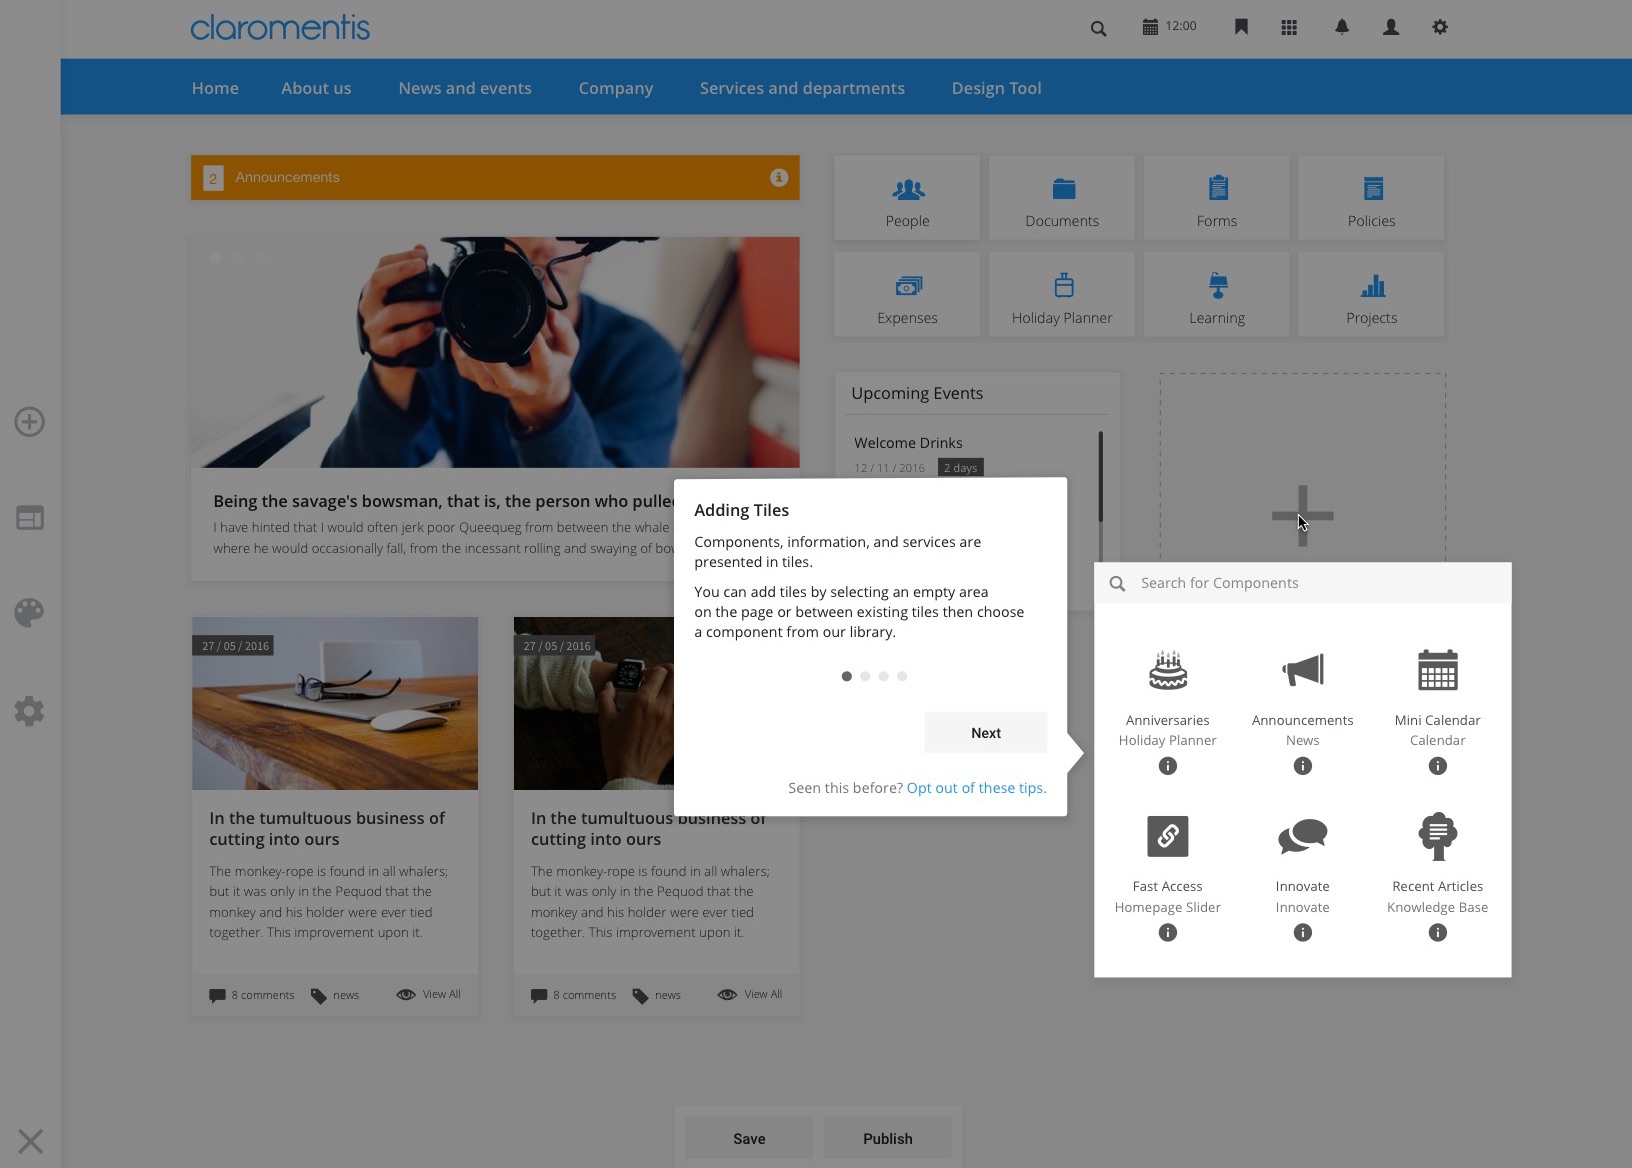 claromentis
12:00
Home
About us
News and events
Company
Services and departments
Design Tool
2
Announcements
People
Documents
Forms
Policies
Expenses
Holiday Planner
Learning
Projects
Upcoming Events
Welcome Drinks
12 / 11 / 2016
2 days
Being the savage's bowsman, that is, the person who pulle
I have hinted that I would often jerk poor Queequeg from between the whale
where he would occasionally fall, from the incessant rolling and swaying of
27 / 05 / 2016
In the tumultuous business of
cutting into ours
The monkey-rope is found in all whalers;
but it was only in the Pequod that the
monkey and his holder were ever tied
together. This improvement upon it.
8 comments
news
View All
27 / 05 / 2016
In the tumultuous business of
cutting into ours
The monkey-rope is found in all whalers;
but it was only in the Pequod that the
monkey and his holder were ever tied
together. This improvement upon it.
8 comments
news
View All
Adding Tiles
Components, information, and services are
presented in tiles.
You can add tiles by selecting an empty area
on the page or between existing tiles then choose
a component from our library.
Next
Seen this before? Opt out of these tips.
Search for Components
Anniversaries
Holiday Planner
Announcements
News
Mini Calendar
Calendar
Fast Access
Homepage Slider
Innovate
Innovate
Recent Articles
Knowledge Base
Save
Publish